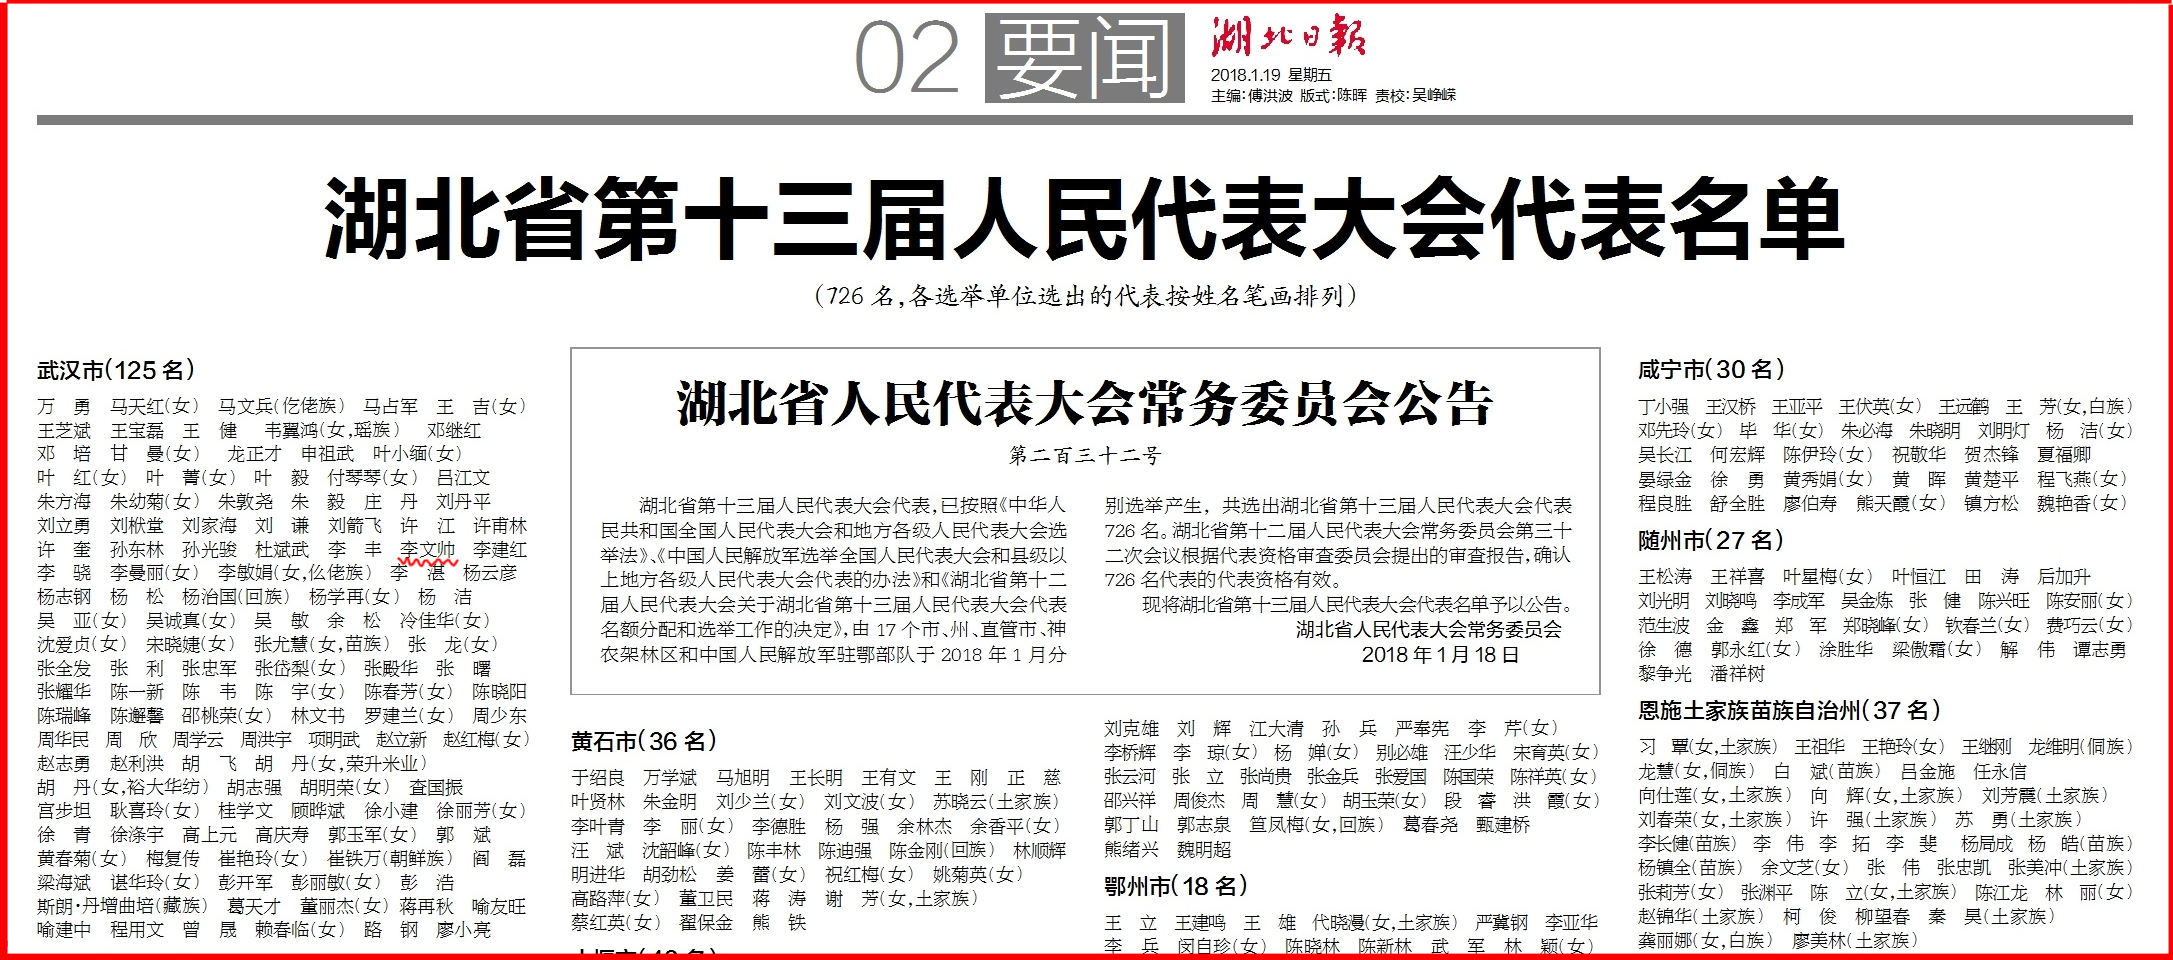 02 要闻 湖北日报
2018.1.19 星期五
主编:傅洪波 版式:陈晖 责校:吴峥嵘
湖北省第十三届人民代表大会代表名单
(726名,各选举单位选出的代表按姓名笔画排列)
武汉市(125名)
万　勇 马天红(女) 马文兵(仡佬族) 马占军 王　吉(女)
王芝斌 王宝磊 王　健 韦翼鸿(女,瑶族) 邓继红
邓　培 甘　曼(女) 龙正才 申祖武 叶小缅(女)
叶　红(女) 叶　菁(女) 叶　毅 付琴琴(女) 吕江文
朱方海 朱幼菊(女) 朱敦尧 朱　毅 庄　丹 刘丹平
刘立勇 刘栿堂 刘家海 刘　谦 刘箭飞 许　江 许甫林
许　奎 孙东林 孙光骏 杜斌武 李　丰 李文帅 李建红
李　骁 李曼丽(女) 李敏娟(女,仫佬族) 李　湛 杨云彦
杨志钢 杨　松 杨治国(回族) 杨学再(女) 杨　洁
吴　亚(女) 吴诚真(女) 吴　敏 余　松 冷佳华(女)
沈爱贞(女) 宋晓婕(女) 张尤慧(女,苗族) 张　龙(女)
张全发 张　利 张忠军 张岱梨(女) 张殿华 张　曙
张耀华 陈一新 陈　韦 陈　宇(女) 陈春芳(女) 陈晓阳
陈瑞峰 陈邂馨 邵桃荣(女) 林文书 罗建兰(女) 周少东
周华民 周　欣 周学云 周洪宇 项明武 赵立新 赵红梅(女)
赵志勇 赵利洪 胡　飞 胡　丹(女,荣升米业)
胡　丹(女,裕大华纺) 胡志强 胡明荣(女) 查国振
宫步坦 耿喜玲(女) 桂学文 顾晔斌 徐小建 徐丽芳(女)
徐　青 徐涤宇 高上元 高庆寿 郭玉军(女) 郭　斌
黄春菊(女) 梅复传 崔艳玲(女) 崔铁万(朝鲜族) 阎　磊
梁海斌 谌华玲(女) 彭开军 彭丽敏(女) 彭　浩
斯朗·丹增曲培(藏族) 葛天才 董丽杰(女) 蒋再秋 喻友旺
喻建中 程用文 曾　晟 赖春临(女) 路　钢 廖小亮
湖北省人民代表大会常务委员会公告
第二百三十二号
湖北省第十三届人民代表大会代表,已按照《中华人
民共和国全国人民代表大会和地方各级人民代表大会选
举法》、《中国人民解放军选举全国人民代表大会和县级以
上地方各级人民代表大会代表的办法》和《湖北省第十二
届人民代表大会关于湖北省第十三届人民代表大会代表
名额分配和选举工作的决定》,由17个市、州、直管市、神
农架林区和中国人民解放军驻鄂部队于2018年1月分
别选举产生,共选出湖北省第十三届人民代表大会代表
726名。湖北省第十二届人民代表大会常务委员会第三十
二次会议根据代表资格审查委员会提出的审查报告,确认
726名代表的代表资格有效。
现将湖北省第十三届人民代表大会代表名单予以公告。
湖北省人民代表大会常务委员会
2018年1月18日
黄石市(36名)
于绍良 万学斌 马旭明 王长明 王有文 王　刚 正　慈
叶贤林 朱金明 刘少兰(女) 刘文波(女) 苏晓云(土家族)
李叶青 李　丽(女) 李德胜 杨　强 余林杰 余香平(女)
汪　斌 沈韶峰(女) 陈丰林 陈迪强 陈金刚(回族) 林顺辉
明进华 胡劲松 姜　蕾(女) 祝红梅(女) 姚菊英(女)
高路萍(女) 董卫民 蒋　涛 谢　芳(女,土家族)
蔡红英(女) 翟保金 熊　铁
刘克雄 刘　辉 江大清 孙　兵 严奉宪 李　芹(女)
李桥辉 李　琼(女) 杨　婵(女) 别必雄 汪少华 宋育英(女)
张云河 张　立 张尚贵 张金兵 张爱国 陈国荣 陈祥英(女)
邵兴祥 周俊杰 周　慧(女) 胡玉荣(女) 段　睿 洪　霞(女)
郭丁山 郭志泉 笪凤梅(女,回族) 葛春尧 甄建桥
熊绪兴 魏明超
鄂州市(18名)
王　立 王建鸣 王　雄 代晓漫(女,土家族) 严冀钢 李亚华
李　兵 闵自珍(女) 陈晓林 陈新林 武　军 林　颖(女)
咸宁市(30名)
丁小强 王汉桥 王亚平 王伏英(女) 王远鹤 王　芳(女,白族)
邓先玲(女) 毕　华(女) 朱必海 朱晓明 刘明灯 杨　洁(女)
吴长江 何宏辉 陈伊玲(女) 祝敬华 贺杰锋 夏福卿
晏绿金 徐　勇 黄秀娟(女) 黄　晖 黄楚平 程飞燕(女)
程良胜 舒全胜 廖伯寿 熊天霞(女) 镇方松 魏艳香(女)
随州市(27名)
王松涛 王祥喜 叶星梅(女) 叶恒江 田　涛 后加升
刘光明 刘晓鸣 李成军 吴金炼 张　健 陈兴旺 陈安丽(女)
范生波 金　鑫 郑　军 郑晓峰(女) 钦春兰(女) 费巧云(女)
徐　德 郭永红(女) 涂胜华 梁傲霜(女) 解　伟 谭志勇
黎争光 潘祥树
恩施土家族苗族自治州(37名)
习　覃(女,土家族) 王祖华 王艳玲(女) 王继刚 龙维明(侗族)
龙慧(女,侗族) 白　斌(苗族) 吕金施 任永信
向仕莲(女,土家族) 向　辉(女,土家族) 刘芳震(土家族)
刘春荣(女,土家族) 许　强(土家族) 苏　勇(土家族)
李长健(苗族) 李　伟 李　拓 李　斐 杨局成 杨　皓(苗族)
杨镇全(苗族) 余文芝(女) 张　伟 张忠凯 张美冲(土家族)
张莉芳(女) 张渊平 陈　立(女,土家族) 陈江龙 林　丽(女)
赵锦华(土家族) 柯　俊 柳望春 秦　昊(土家族)
龚丽娜(女,白族) 廖美林(土家族)